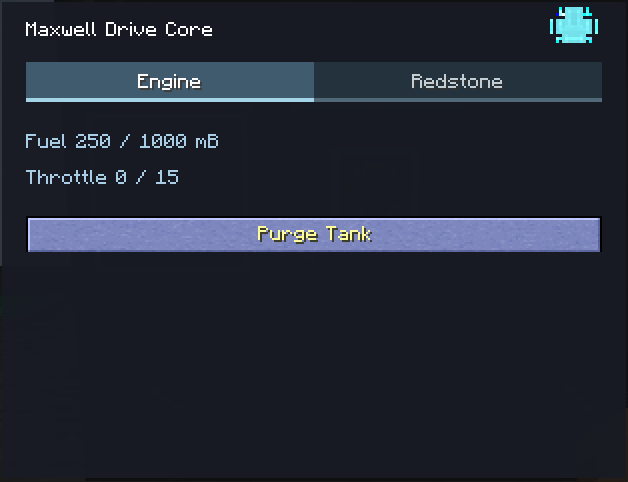 Maxwell Drive Core
Engine
Redstone
Fuel 250 / 1000 mB
Throttle 0 / 15
Purge Tank